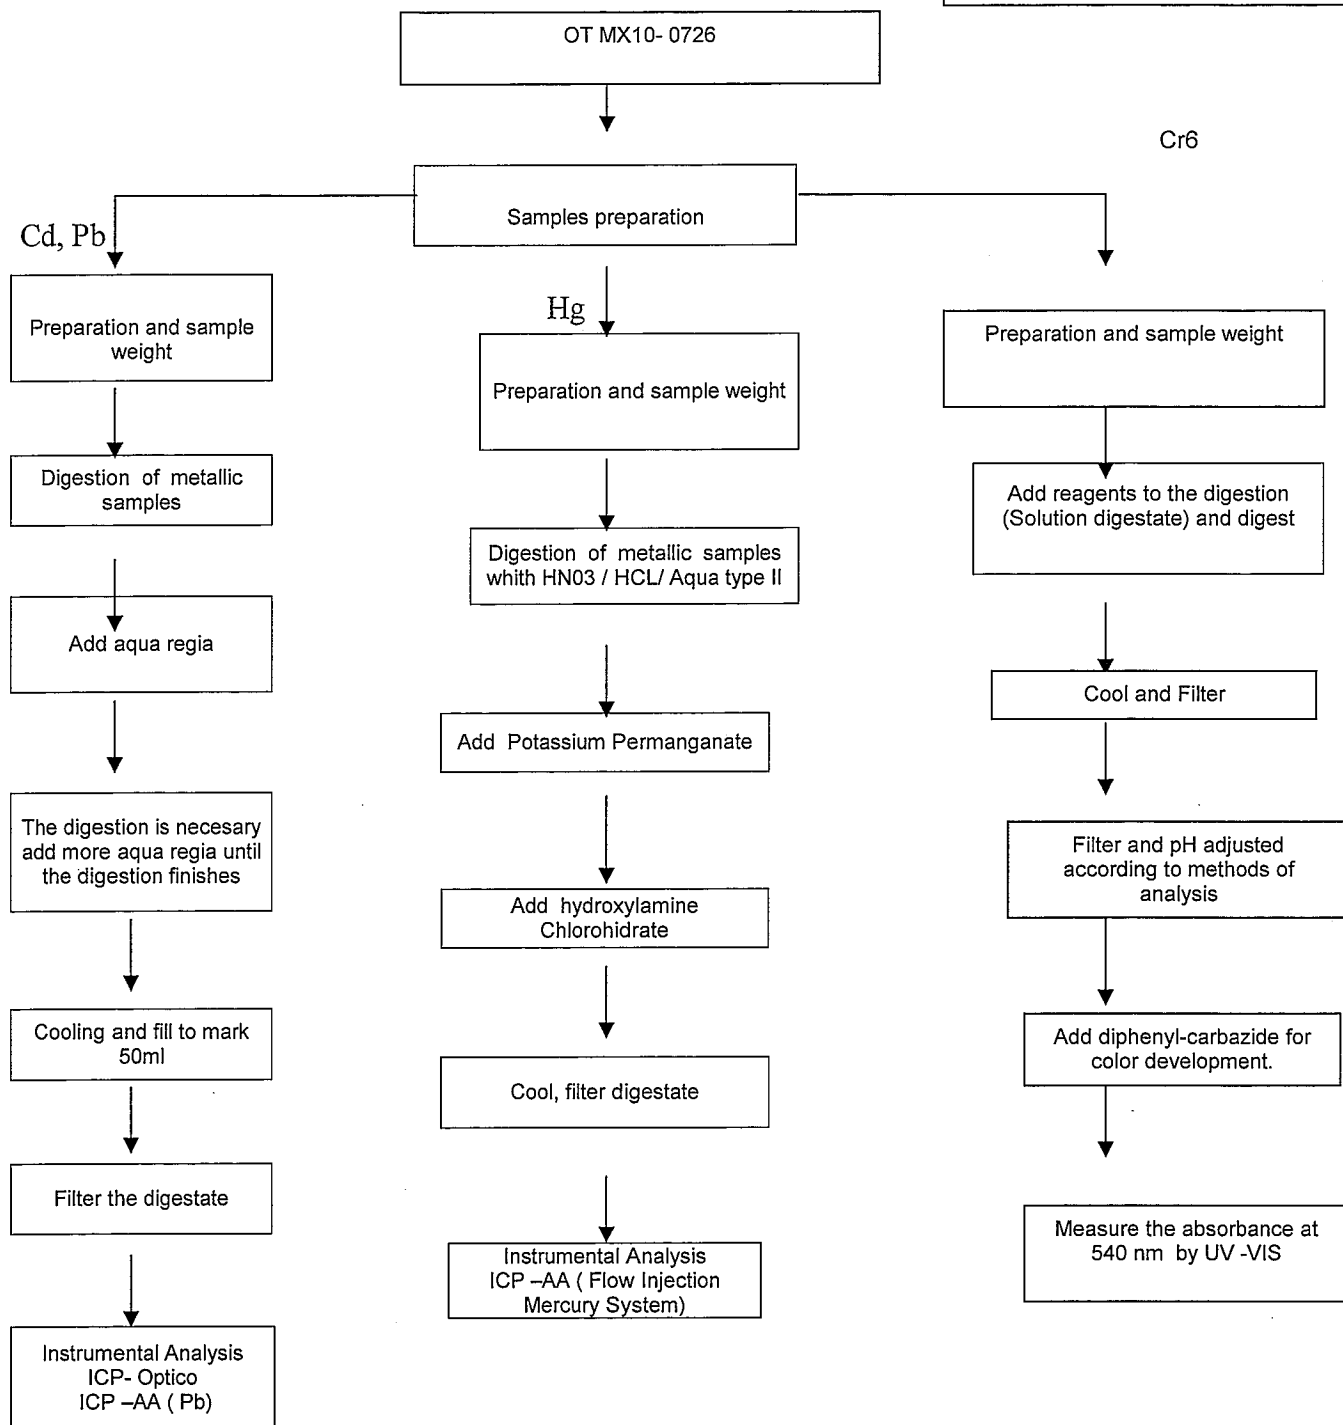 OT MX10- 0726
Cr6
Samples preparation
Cd, Pb
Preparation and sample
weight
Digestion of metallic
samples
Add aqua regia
The digestion is necesary
add more aqua regia until
the digestion finishes
Cooling and fill to mark
50ml
Filter the digestate
Instrumental Analysis
ICP- Optico
ICP –AA ( Pb)
Hg
Preparation and sample weight
Digestion of metallic samples
whith HN03 / HCL/ Aqua type II
Add Potassium Permanganate
Add hydroxylamine
Chlorohidrate
Cool, filter digestate
Instrumental Analysis
ICP –AA ( Flow Injection
Mercury System)
Preparation and sample weight
Add reagents to the digestion
(Solution digestate) and digest
Cool and Filter
Filter and pH adjusted
according to methods of
analysis
Add diphenyl-carbazide for
color development.
Measure the absorbance at
540 nm by UV -VIS